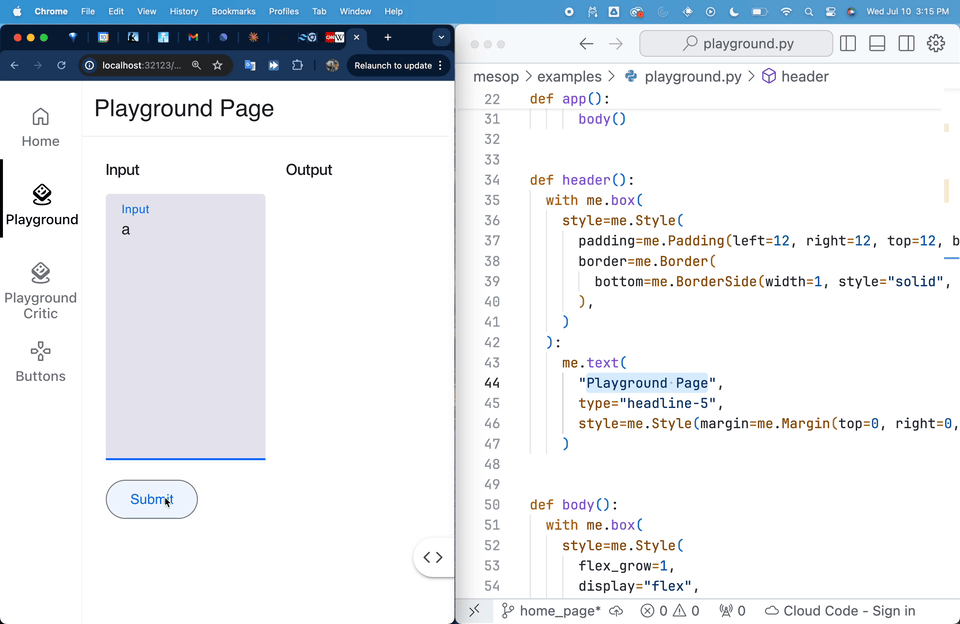 Chrome File Edit View History Bookmarks Profiles Tab Window Help Wed Jul 10 3:15 PM
localhost:32123/... Relaunch to update
Home
Playground
Playground
Critic
Buttons
Playground Page
Input Output
Input
a
Submit
playground.py
mesop > examples > playground.py > header
22 def app():
31 body()
32
33
34 def header():
35 with me.box(
36 style=me.Style(
37 padding=me.Padding(left=12, right=12, top=12, b
38 border=me.Border(
39 bottom=me.BorderSide(width=1, style="solid",
40 ),
41 )
42 ):
43 me.text(
44 "Playground Page",
45 type="headline-5",
46 style=me.Style(margin=me.Margin(top=0, right=0,
47 )
48
49
50 def body():
51 with me.box(
52 style=me.Style(
53 flex_grow=1,
54 display="flex",
home_page* 0 0 0 Cloud Code - Sign in